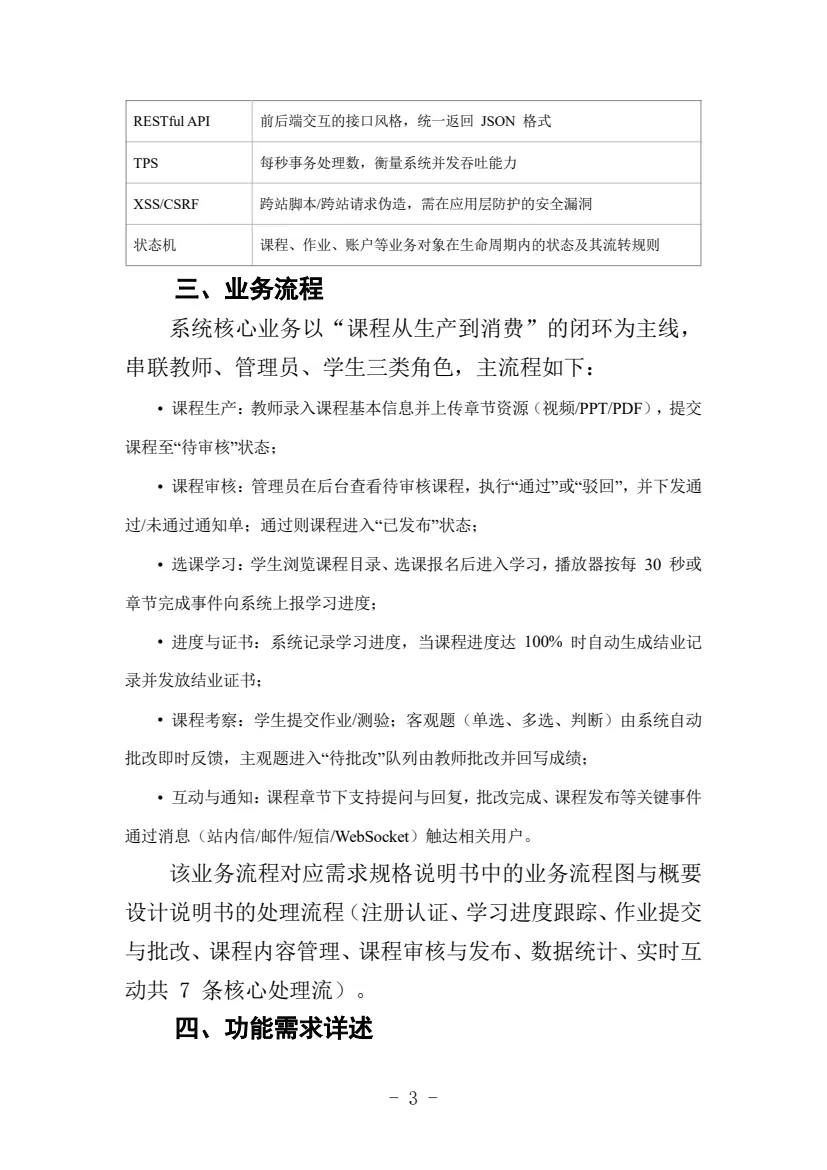 RESTful API 前后端交互的接口风格，统一返回 JSON 格式
TPS 每秒事务处理数，衡量系统并发吞吐能力
XSS/CSRF 跨站脚本/跨站请求伪造，需在应用层防护的安全漏洞
状态机 课程、作业、账户等业务对象在生命周期内的状态及其流转规则
三、业务流程
系统核心业务以“课程从生产到消费”的闭环为主线，
串联教师、管理员、学生三类角色，主流程如下：
• 课程生产：教师录入课程基本信息并上传章节资源（视频/PPT/PDF），提交
课程至“待审核”状态；
• 课程审核：管理员在后台查看待审核课程，执行“通过”或“驳回”，并下发通
过/未通过通知单；通过则课程进入“已发布”状态；
• 选课学习：学生浏览课程目录、选课报名后进入学习，播放器按每 30 秒或
章节完成事件向系统上报学习进度；
• 进度与证书：系统记录学习进度，当课程进度达 100% 时自动生成结业记
录并发放结业证书；
• 课程考察：学生提交作业/测验；客观题（单选、多选、判断）由系统自动
批改即时反馈，主观题进入“待批改”队列由教师批改并回写成绩；
• 互动与通知：课程章节下支持提问与回复，批改完成、课程发布等关键事件
通过消息（站内信/邮件/短信/WebSocket）触达相关用户。
该业务流程对应需求规格说明书中的业务流程图与概要
设计说明书的处理流程（注册认证、学习进度跟踪、作业提交
与批改、课程内容管理、课程审核与发布、数据统计、实时互
动共 7 条核心处理流）。
四、功能需求详述
- 3 -